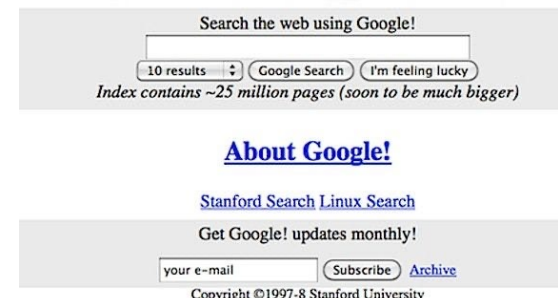 Search the web using Google!
10 results Google Search I'm feeling lucky
Index contains ~25 million pages (soon to be much bigger)
About Google!
Stanford Search Linux Search
Get Google! updates monthly!
your e-mail Subscribe Archive
Copyright ©1997-8 Stanford University